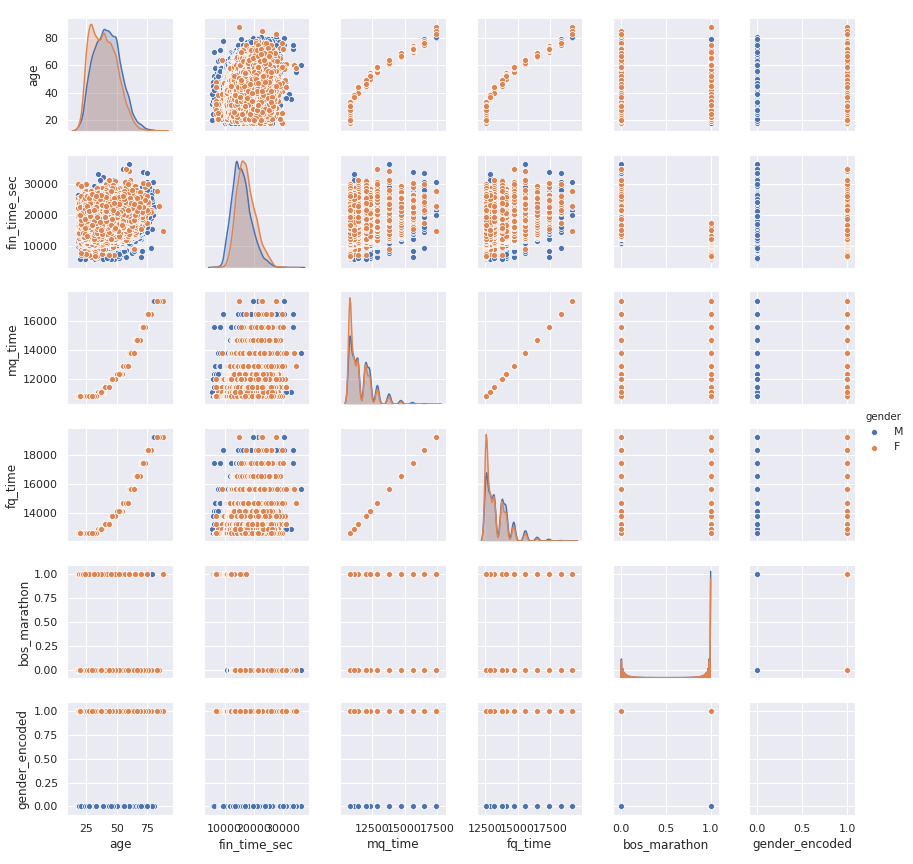 80
60
40
20
age
30000
20000
10000
fin_time_sec
16000
14000
12000
mq_time
18000
16000
14000
fq_time
gender
M
F
1.00
0.75
0.50
0.25
0.00
bos_marathon
1.00
0.75
0.50
0.25
0.00
gender_encoded
25 50 75
10000 20000 30000
12500 15000 17500
12500 15000 17500
0.0 0.5 1.0
0.0 0.5 1.0
age fin_time_sec mq_time fq_time bos_marathon gender_encoded